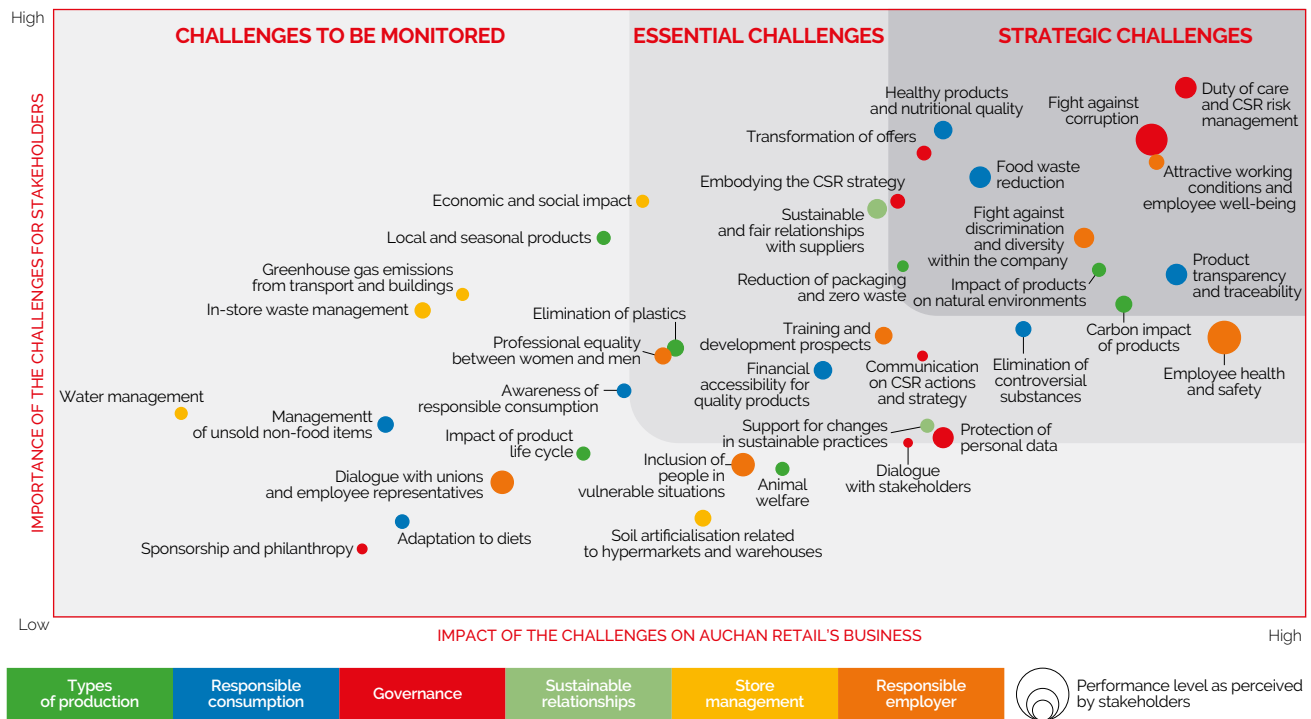 High
CHALLENGES TO BE MONITORED
ESSENTIAL CHALLENGES
STRATEGIC CHALLENGES
IMPORTANCE OF THE CHALLENGES FOR STAKEHOLDERS
Healthy products
and nutritional quality
Duty of care
and CSR risk
management
Fight against
corruption
Transformation of offers
Attractive working
conditions and
employee well-being
Food waste
reduction
Embodying the CSR strategy
Economic and social impact
Sustainable
and fair relationships
with suppliers
Fight against
discrimination
and diversity
within the company
Local and seasonal products
Greenhouse gas emissions
from transport and buildings
Reduction of packaging
and zero waste
Impact of products
on natural environments
Product
transparency
and traceability
In-store waste management
Elimination of plastics
Carbon impact
of products
Professional equality
between women and men
Training and
development prospects
Financial
accessibility for
quality products
Communication
on CSR actions
and strategy
Elimination of
controversial
substances
Employee health
and safety
Water management
Awareness of
responsible consumption
Managementt
of unsold non-food items
Impact of product
life cycle
Support for changes
in sustainable practices
Protection of
personal data
Dialogue
with stakeholders
Dialogue with unions
and employee representatives
Inclusion of
people in
vulnerable situations
Animal
welfare
Adaptation to diets
Soil artificialisation related
to hypermarkets and warehouses
Sponsorship and philanthropy
Low
IMPACT OF THE CHALLENGES ON AUCHAN RETAIL'S BUSINESS
High
Types
of production
Responsible
consumption
Governance
Sustainable
relationships
Store
management
Responsible
employer
Performance level as perceived
by stakeholders